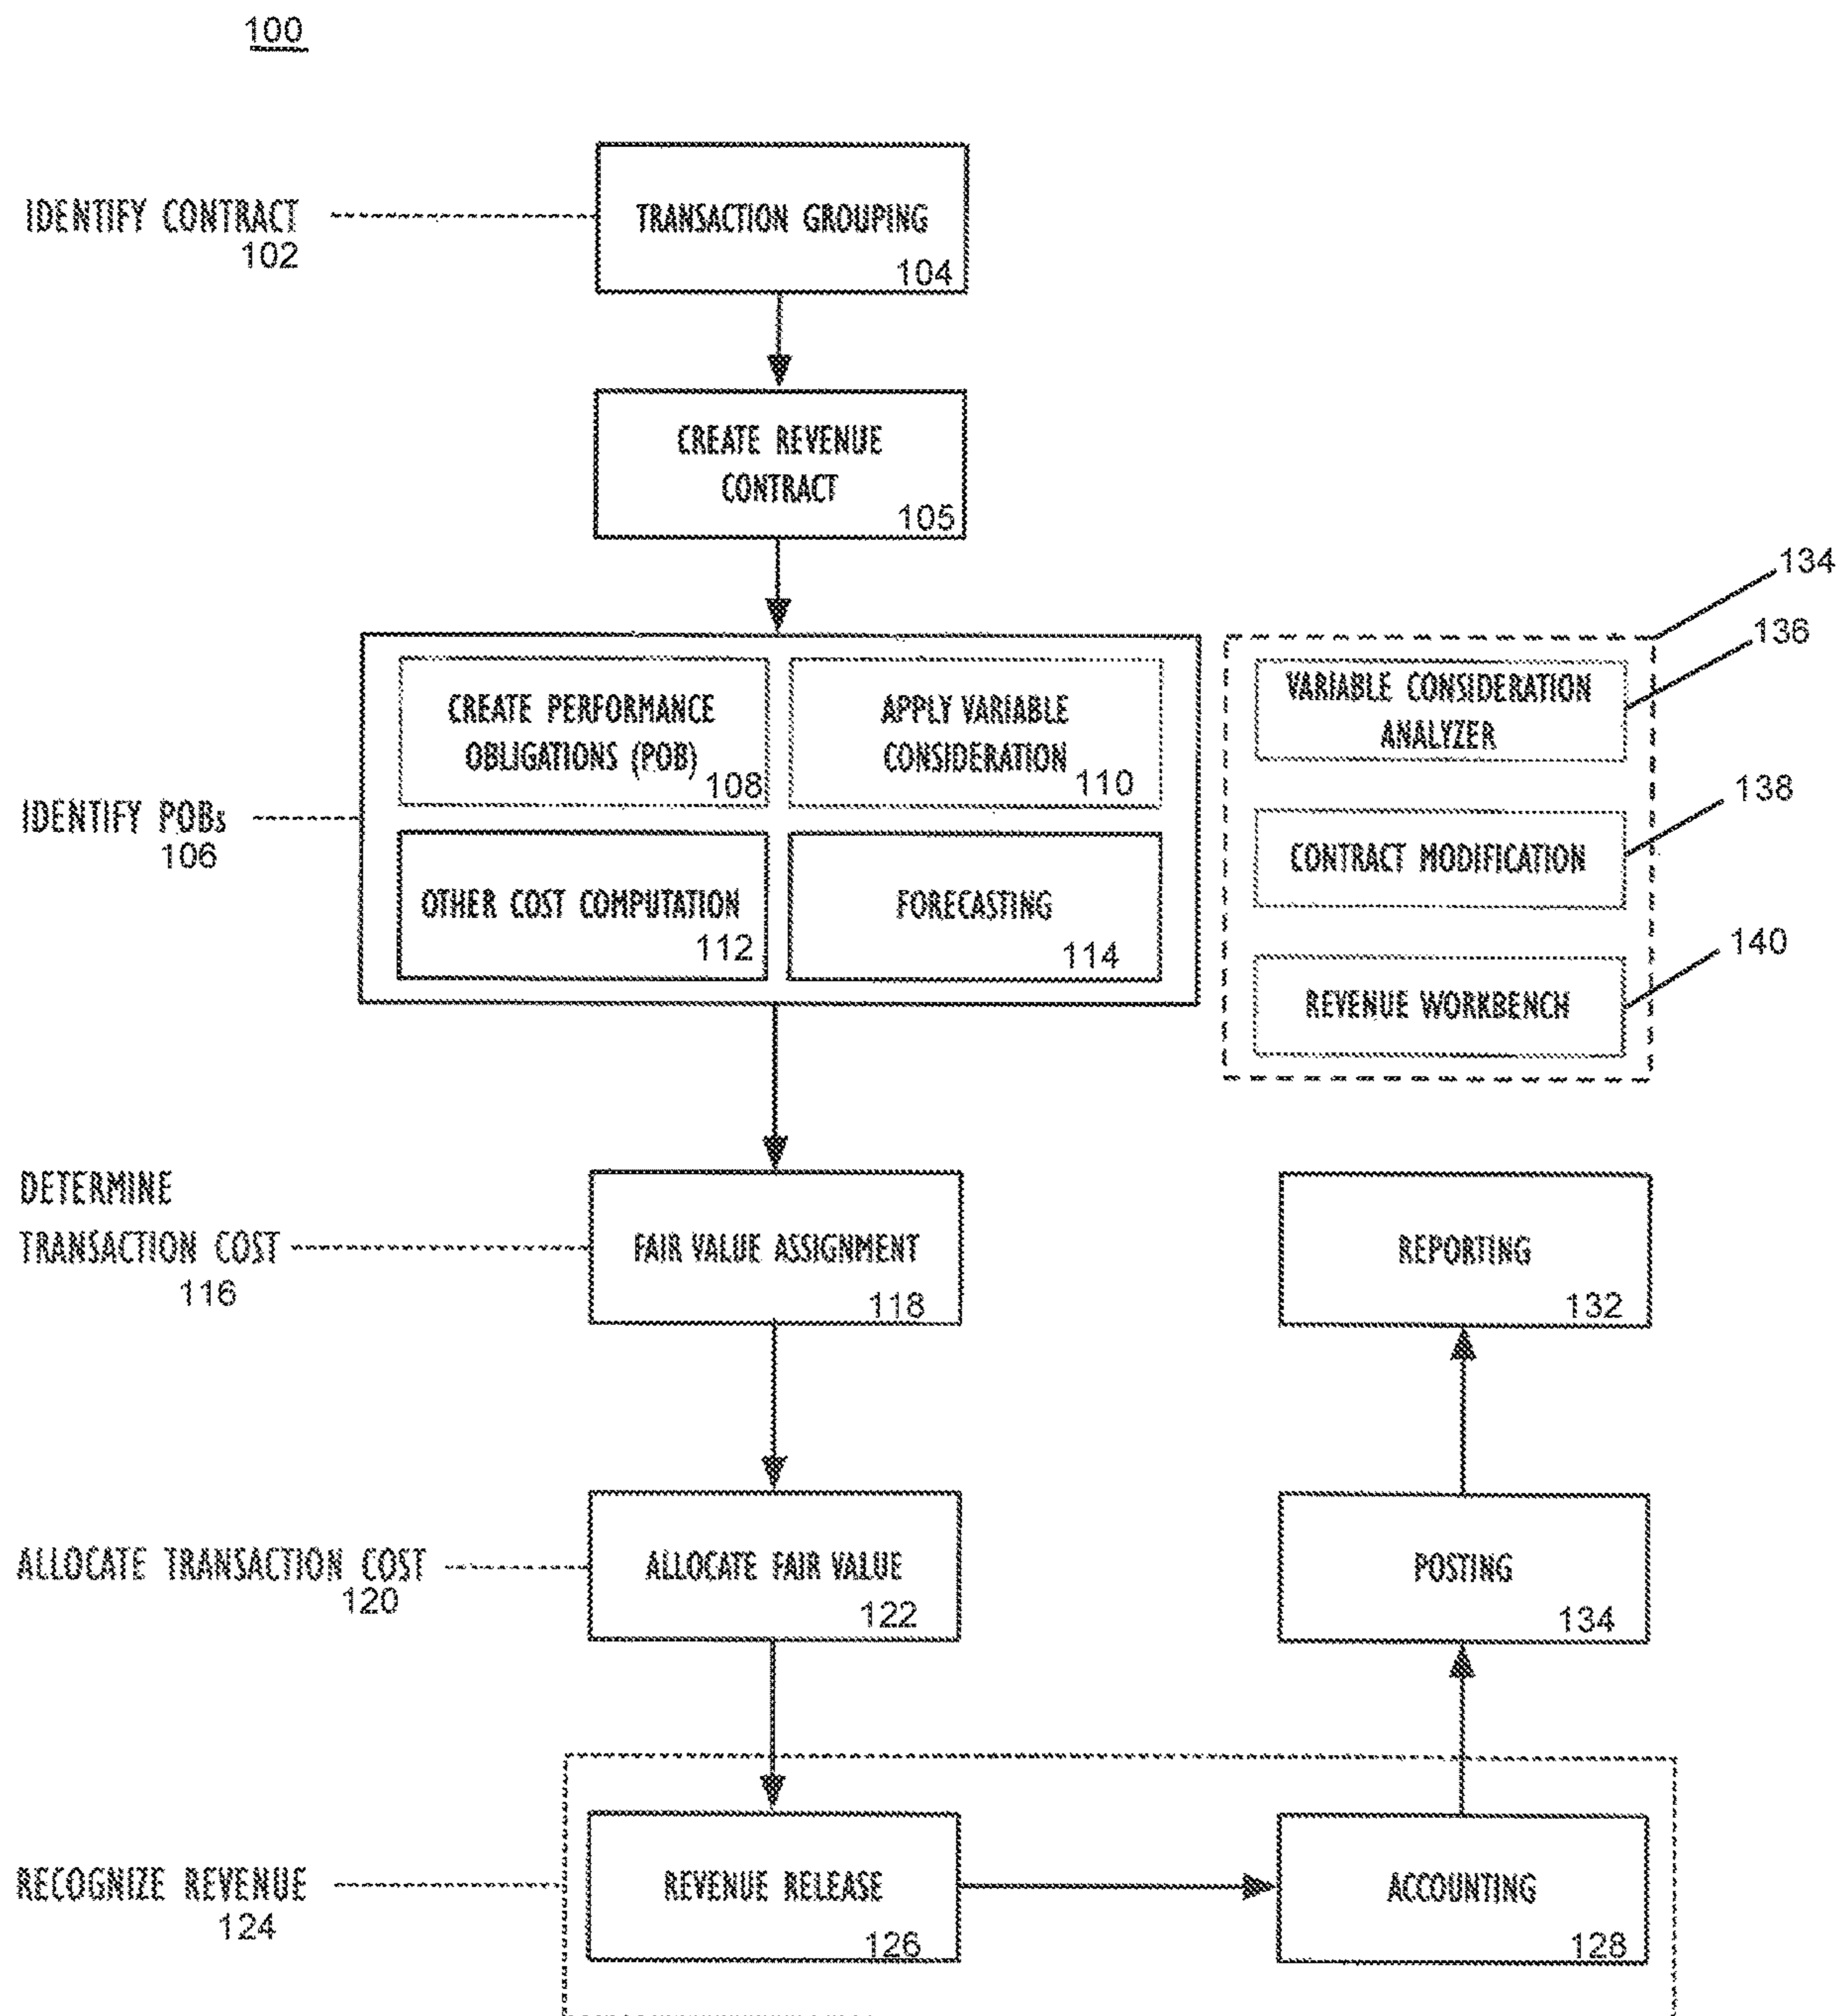 100
IDENTIFY CONTRACT
102
TRANSACTION GROUPING
104
CREATE REVENUE
CONTRACT
105
134
136
138
140
IDENTIFY POBs
106
CREATE PERFORMANCE
OBLIGATIONS (POB)
108
APPLY VARIABLE
CONSIDERATION
110
OTHER COST COMPUTATION
112
FORECASTING
114
VARIABLE CONSIDERATION
ANALYZER
CONTRACT MODIFICATION
REVENUE WORKBENCH
DETERMINE
TRANSACTION COST
116
FAIR VALUE ASSIGNMENT
118
REPORTING
132
ALLOCATE TRANSACTION COST
120
ALLOCATE FAIR VALUE
122
POSTING
134
RECOGNIZE REVENUE
124
REVENUE RELEASE
126
ACCOUNTING
128